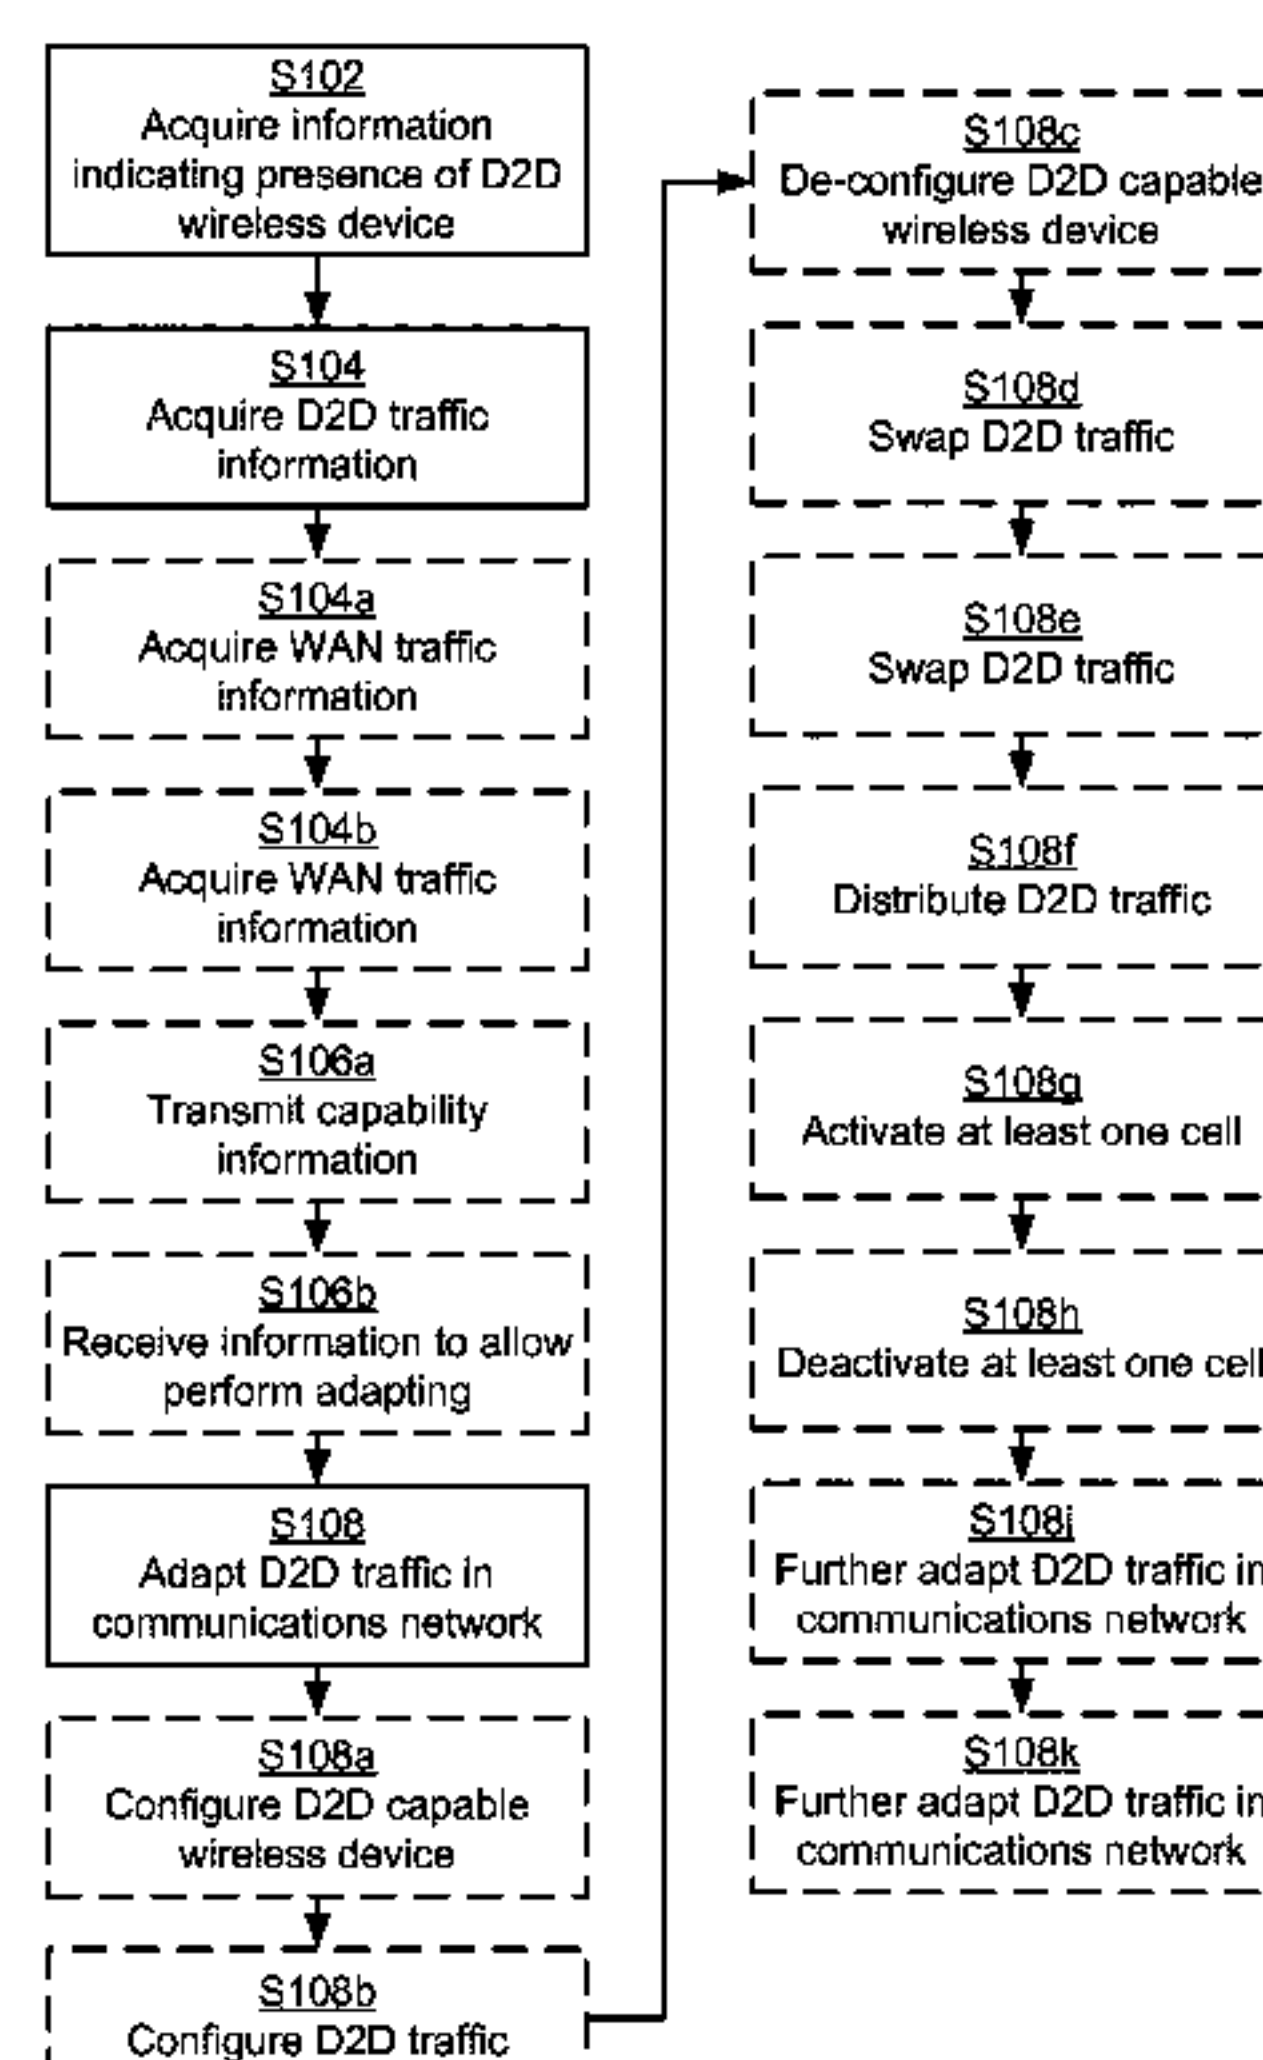 S102
Acquire information
indicating presence of D2D
wireless device
S104
Acquire D2D traffic
information
S104a
Acquire WAN traffic
information
S104b
Acquire WAN traffic
information
S106a
Transmit capability
information
S106b
Receive information to allow
perform adapting
S108
Adapt D2D traffic in
communications network
S108a
Configure D2D capable
wireless device
S108b
Configure D2D traffic
S108c
De-configure D2D capable
wireless device
S108d
Swap D2D traffic
S108e
Swap D2D traffic
S108f
Distribute D2D traffic
S108g
Activate at least one cell
S108h
Deactivate at least one cell
S108j
Further adapt D2D traffic in
communications network
S108k
Further adapt D2D traffic in
communications network